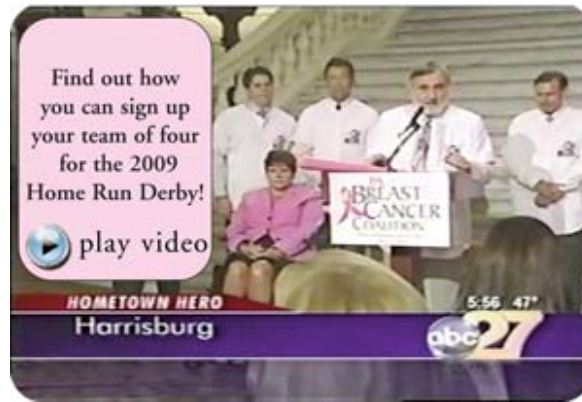 Find out how
you can sign up
your team of four
for the 2009
Home Run Derby!
play video
PA
BREAST
CANCER
COALITION
HOMETOWN HERO
5:56 47°
Harrisburg
abc27